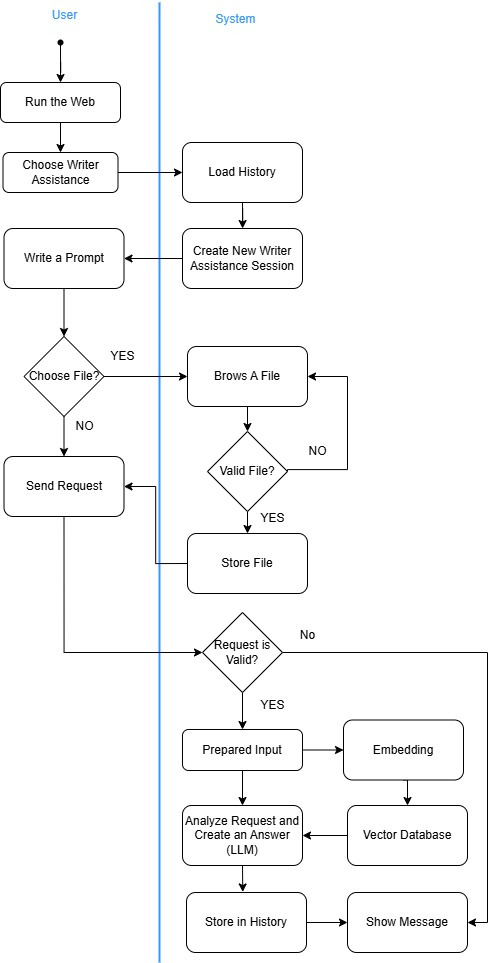 User
System
Run the Web
Choose Writer
Assistance
Load History
Write a Prompt
Create New Writer
Assistance Session
Choose File?
YES
Brows A File
NO
Valid File?
NO
Send Request
YES
Store File
Request is
Valid?
No
YES
Prepared Input
Embedding
Analyze Request and
Create an Answer
(LLM)
Vector Database
Store in History
Show Message